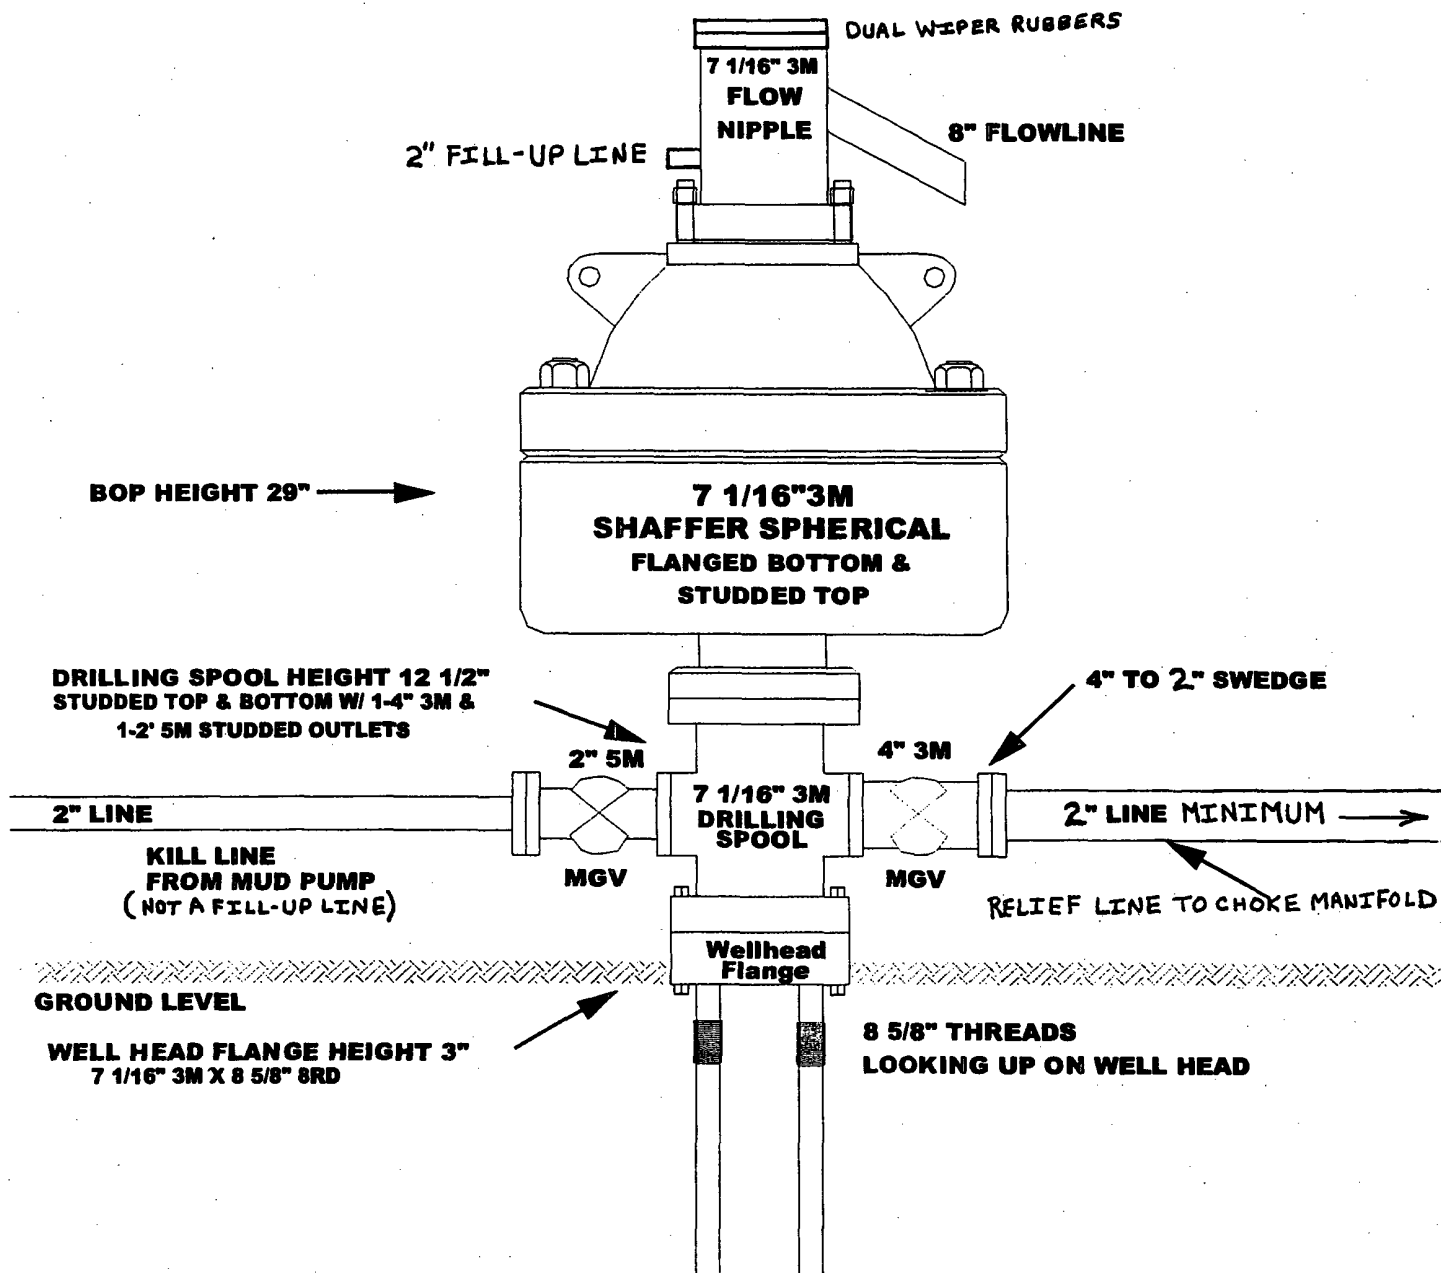 DUAL WIPER RUBBERS
7 1/16" 3M
FLOW
NIPPLE
8" FLOWLINE
2" FILL-UP LINE
BOP HEIGHT 29"
7 1/16"3M
SHAFFER SPHERICAL
FLANGED BOTTOM &
STUDDED TOP
DRILLING SPOOL HEIGHT 12 1/2"
STUDDED TOP & BOTTOM W/ 1-4" 3M &
1-2' 5M STUDDED OUTLETS
4" TO 2" SWEDGE
2" 5M
4" 3M
2" LINE
7 1/16" 3M
DRILLING
SPOOL
2" LINE MINIMUM
KILL LINE
FROM MUD PUMP
(NOT A FILL-UP LINE)
MGV
MGV
RELIEF LINE TO CHOKE MANIFOLD
Wellhead
Flange
GROUND LEVEL
WELL HEAD FLANGE HEIGHT 3"
7 1/16" 3M X 8 5/8" 8RD
8 5/8" THREADS
LOOKING UP ON WELL HEAD